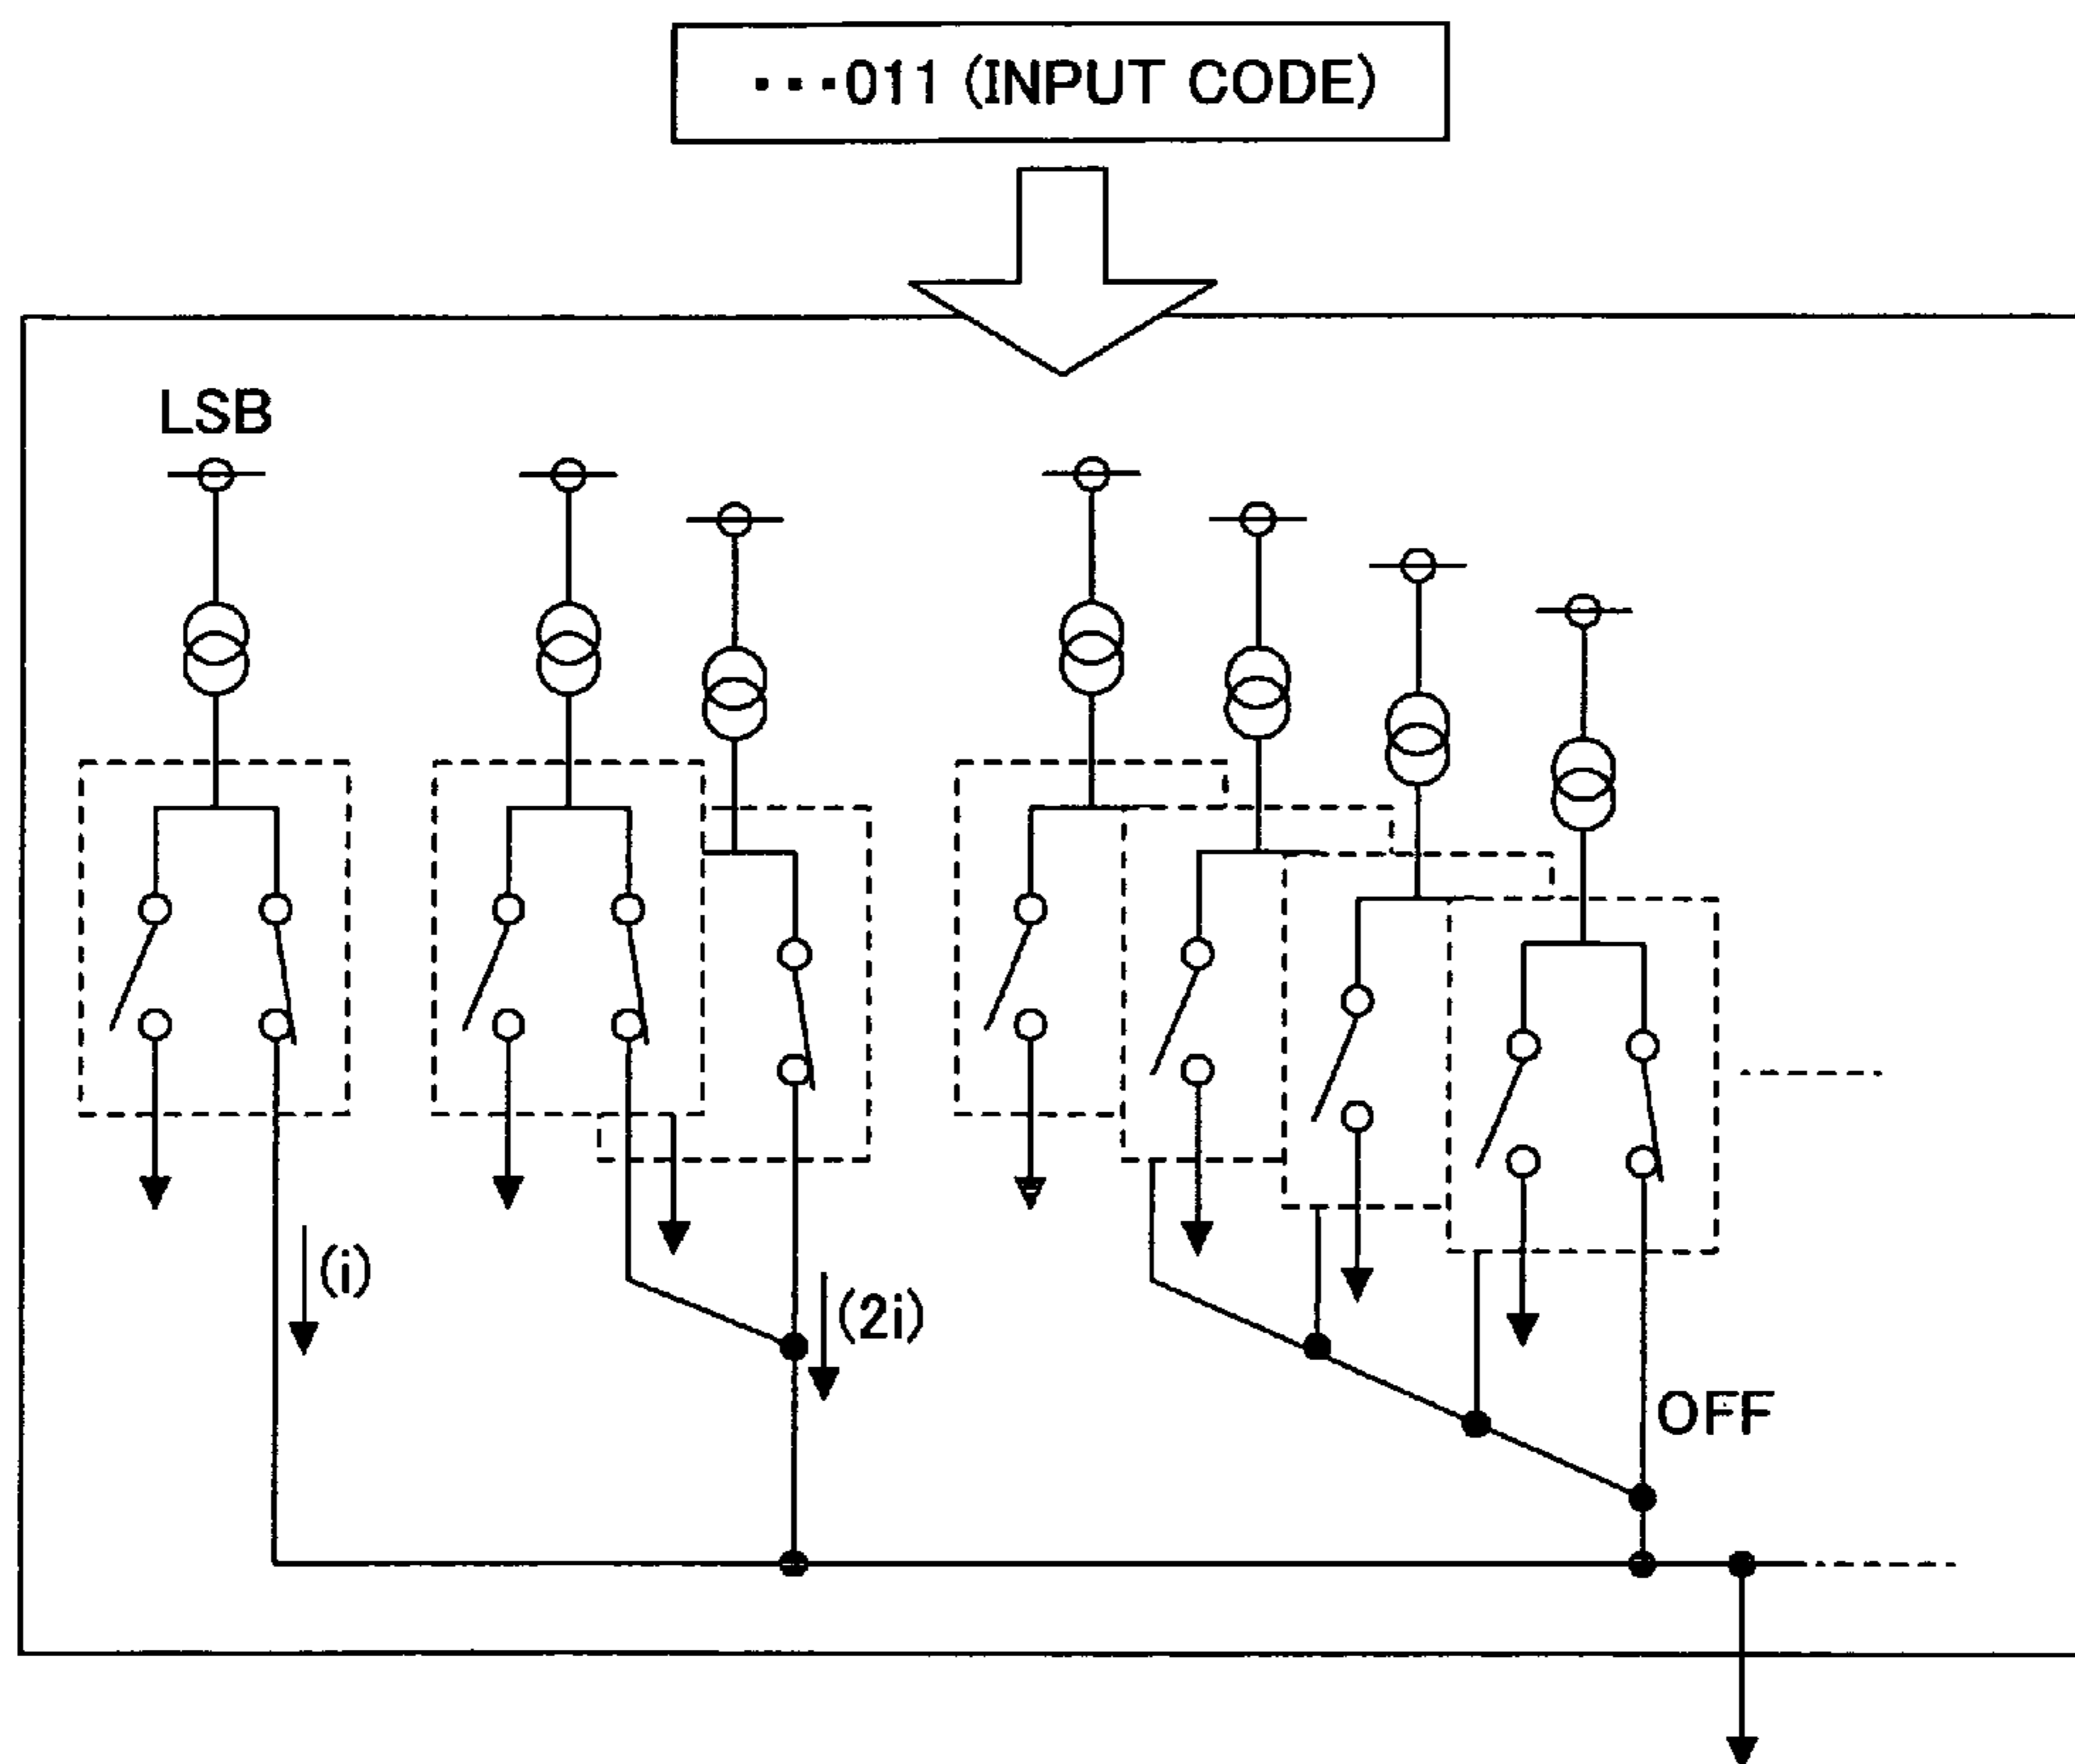 ···011 (INPUT CODE)
LSB
(i)
(2i)
OFF